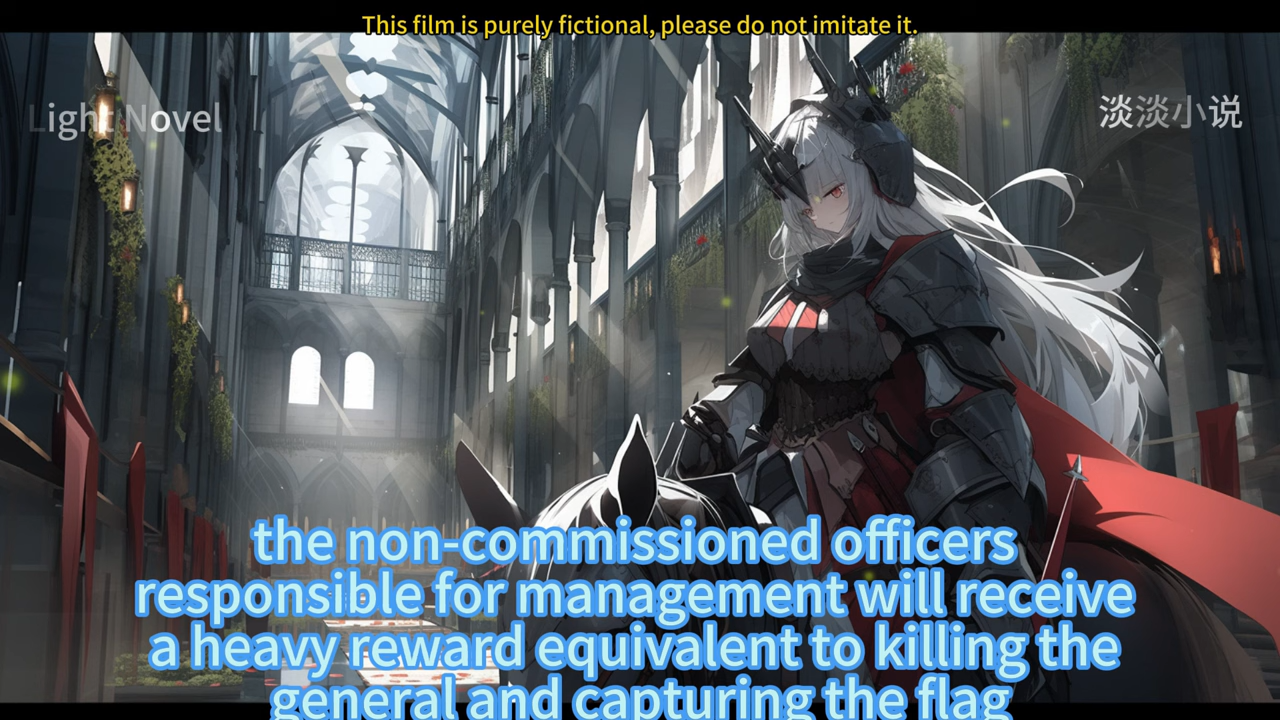 This film is purely fictional, please do not imitate it.
Light Novel
淡淡小说
the non-commissioned officers
responsible for management will receive
a heavy reward equivalent to killing the
general and capturing the flag